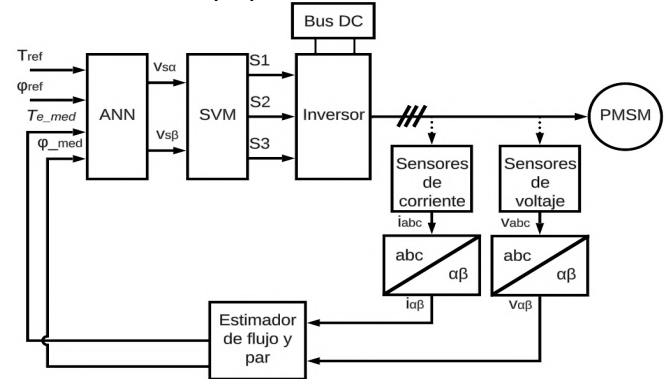 Bus DC
Tref
φref
Te_med
φ_med
ANN
vsα
vsβ
SVM
S1
S2
S3
Inversor
PMSM
Sensores
de
corriente
Sensores
de
voltaje
iabc
vabc
abc
αβ
abc
αβ
iαβ
vαβ
Estimador
de flujo y
par